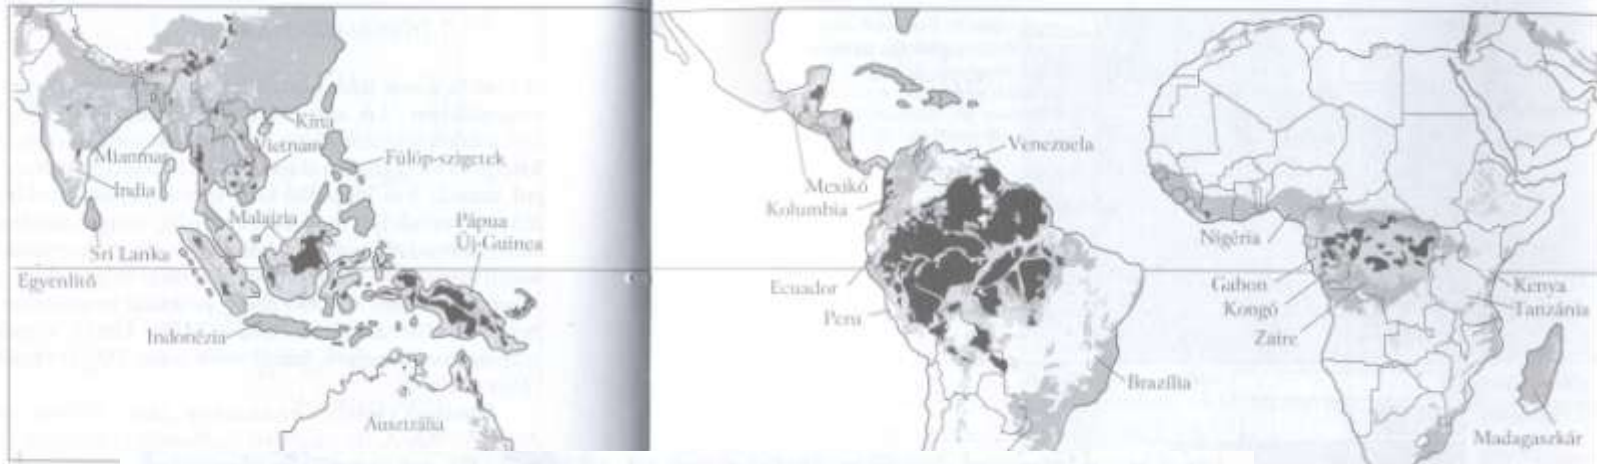 Kína
Mianmar
Vietnam
Fülöp-szigetek
India
Malajzia
Pápua
Új-Guinea
Sri Lanka
Egyenlítő
Indonézia
Ausztrália
Venezuela
Mexikó
Kolumbia
Ecuador
Peru
Brazília
Nigéria
Gabon
Kongó
Zaire
Kenya
Tanzánia
Madagaszkár